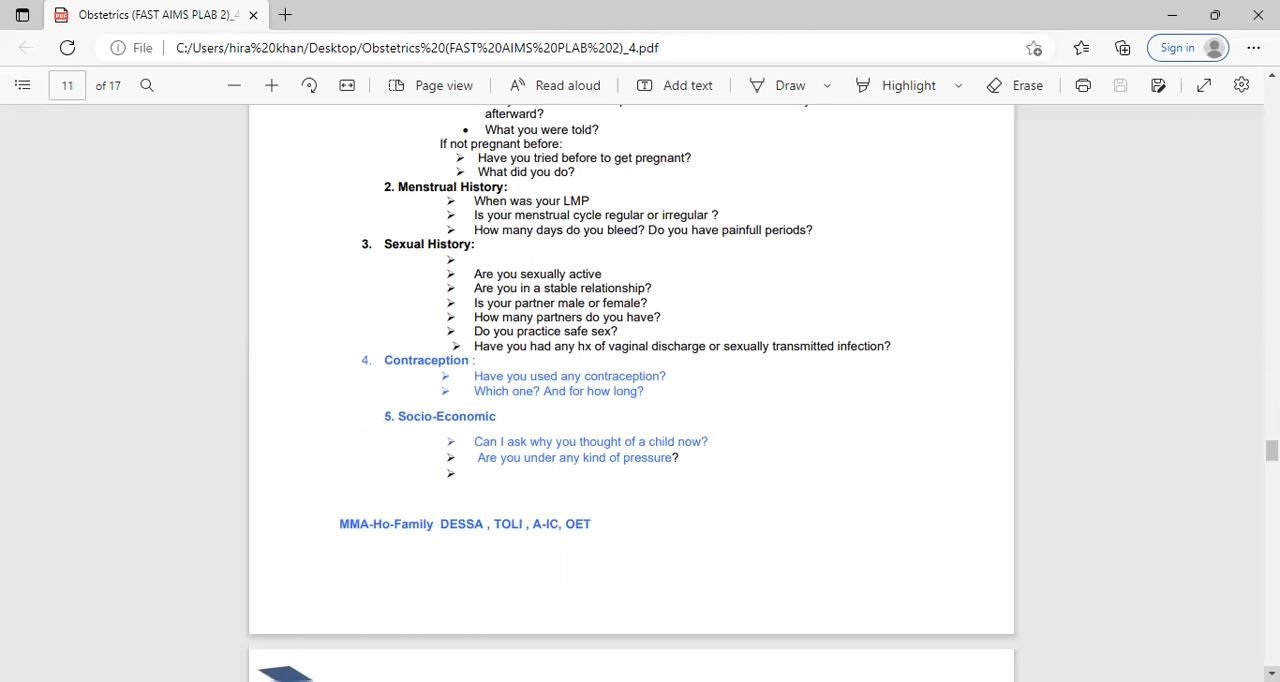 Obstetrics (FAST AIMS PLAB 2)_4
File C:/Users/hira%20khan/Desktop/Obstetrics%20(FAST%20AIMS%20PLAB%202)_4.pdf
Sign in
11 of 17 Page view Read aloud Add text Draw Highlight Erase
afterward?
• What you were told?
If not pregnant before:
➢ Have you tried before to get pregnant?
➢ What did you do?
2. Menstrual History:
➢ When was your LMP
➢ Is your menstrual cycle regular or irregular ?
➢ How many days do you bleed? Do you have painfull periods?
3. Sexual History:
➢
➢ Are you sexually active
➢ Are you in a stable relationship?
➢ Is your partner male or female?
➢ How many partners do you have?
➢ Do you practice safe sex?
➢ Have you had any hx of vaginal discharge or sexually transmitted infection?
4. Contraception :
➢ Have you used any contraception?
➢ Which one? And for how long?
5. Socio-Economic
➢ Can I ask why you thought of a child now?
➢ Are you under any kind of pressure?
➢
MMA-Ho-Family DESSA , TOLI , A-IC, OET